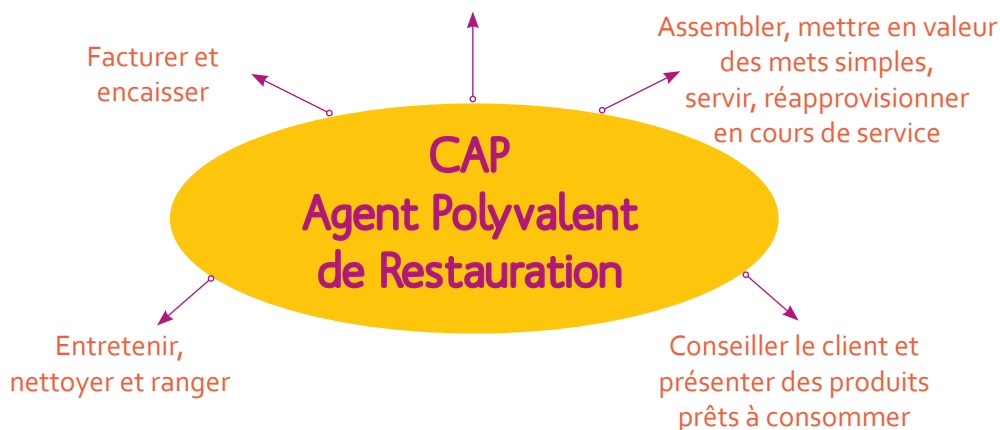 Facturer et
encaisser
Assembler, mettre en valeur
des mets simples,
servir, réapprovisionner
en cours de service
CAP
Agent Polyvalent
de Restauration
Entretenir,
nettoyer et ranger
Conseiller le client et
présenter des produits
prêts à consommer